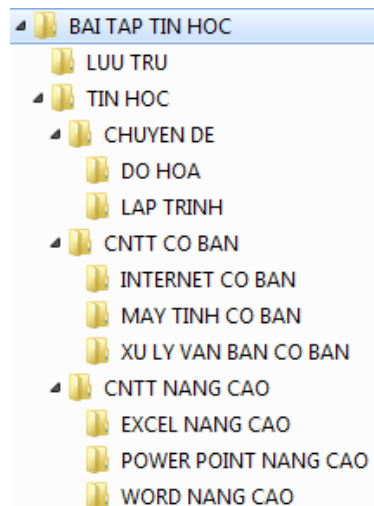 BAI TAP TIN HOC
LUU TRU
TIN HOC
CHUYEN DE
DO HOA
LAP TRINH
CNTT CO BAN
INTERNET CO BAN
MAY TINH CO BAN
XU LY VAN BAN CO BAN
CNTT NANG CAO
EXCEL NANG CAO
POWER POINT NANG CAO
WORD NANG CAO